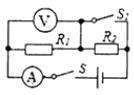 V S₁
R₁ R₂
A S